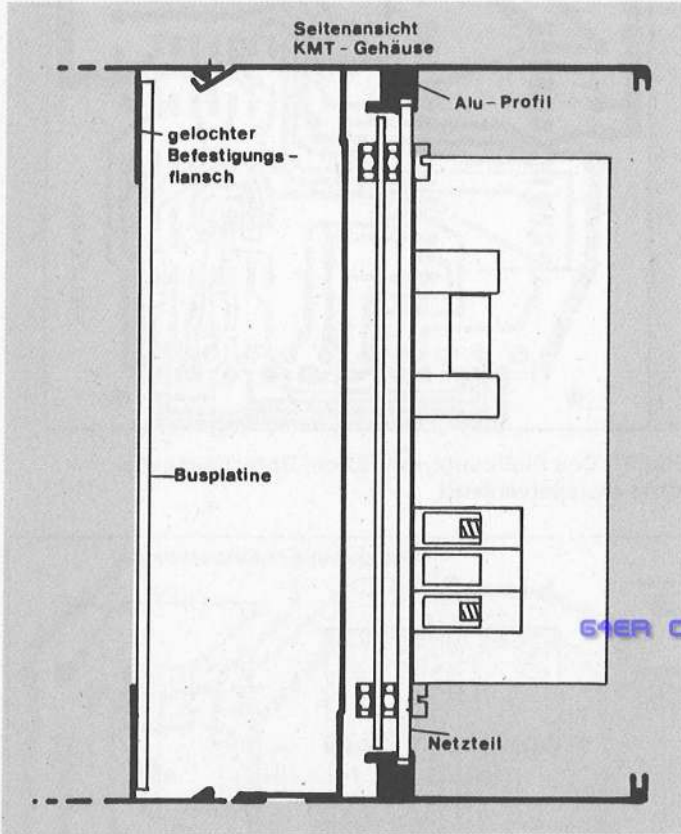 Seitenansicht
KMT - Gehäuse
Alu - Profil
gelochter
Befestigungs -
flansch
Busplatine
64ER O
Netzteil